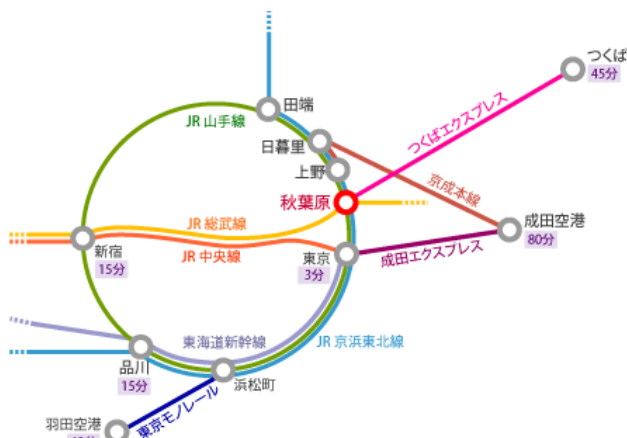 つくば
45分
田端
JR 山手線
つくばエクスプレス
日暮里
上野
京成本線
秋葉原
JR 総武線
成田空港
80分
新宿
15分
JR 中央線
東京
3分
成田エクスプレス
東海道新幹線
JR 京浜東北線
品川
15分
浜松町
東京モノレール
羽田空港